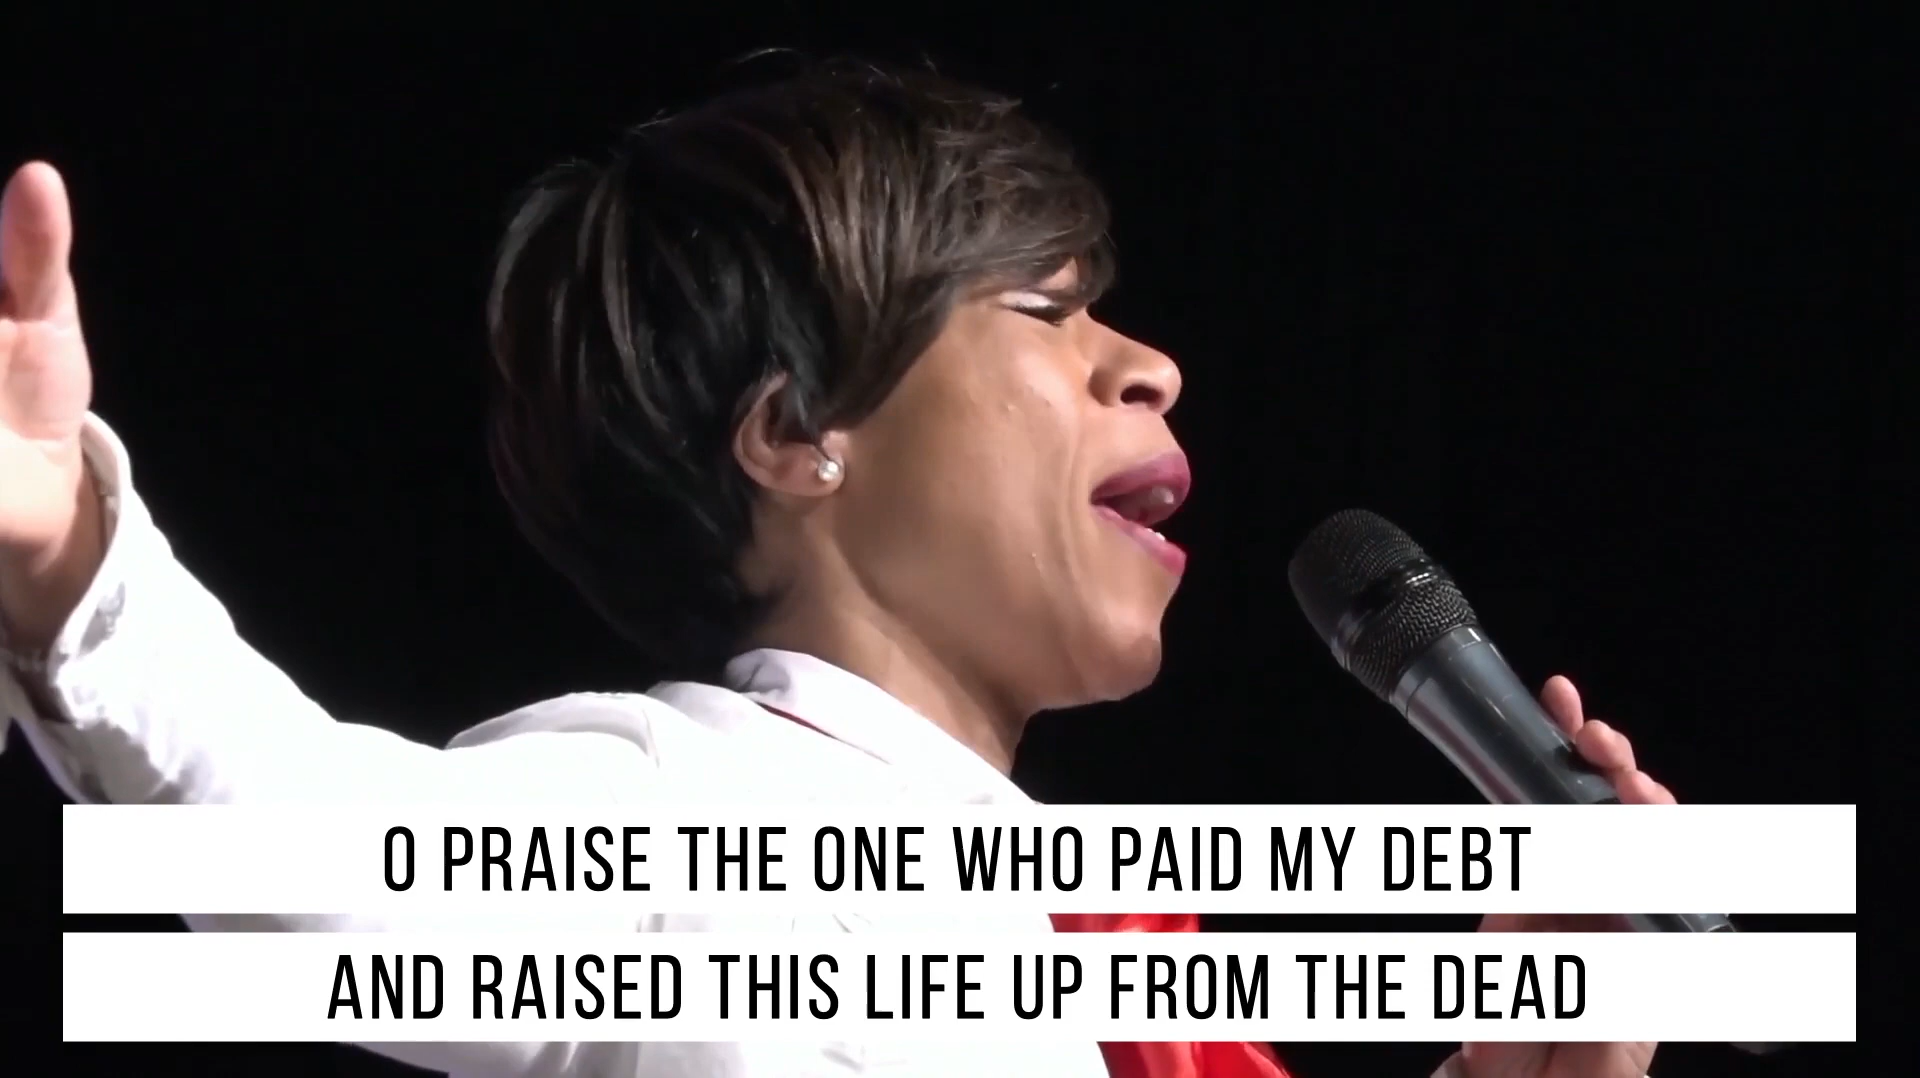 O PRAISE THE ONE WHO PAID MY DEBT
AND RAISED THIS LIFE UP FROM THE DEAD